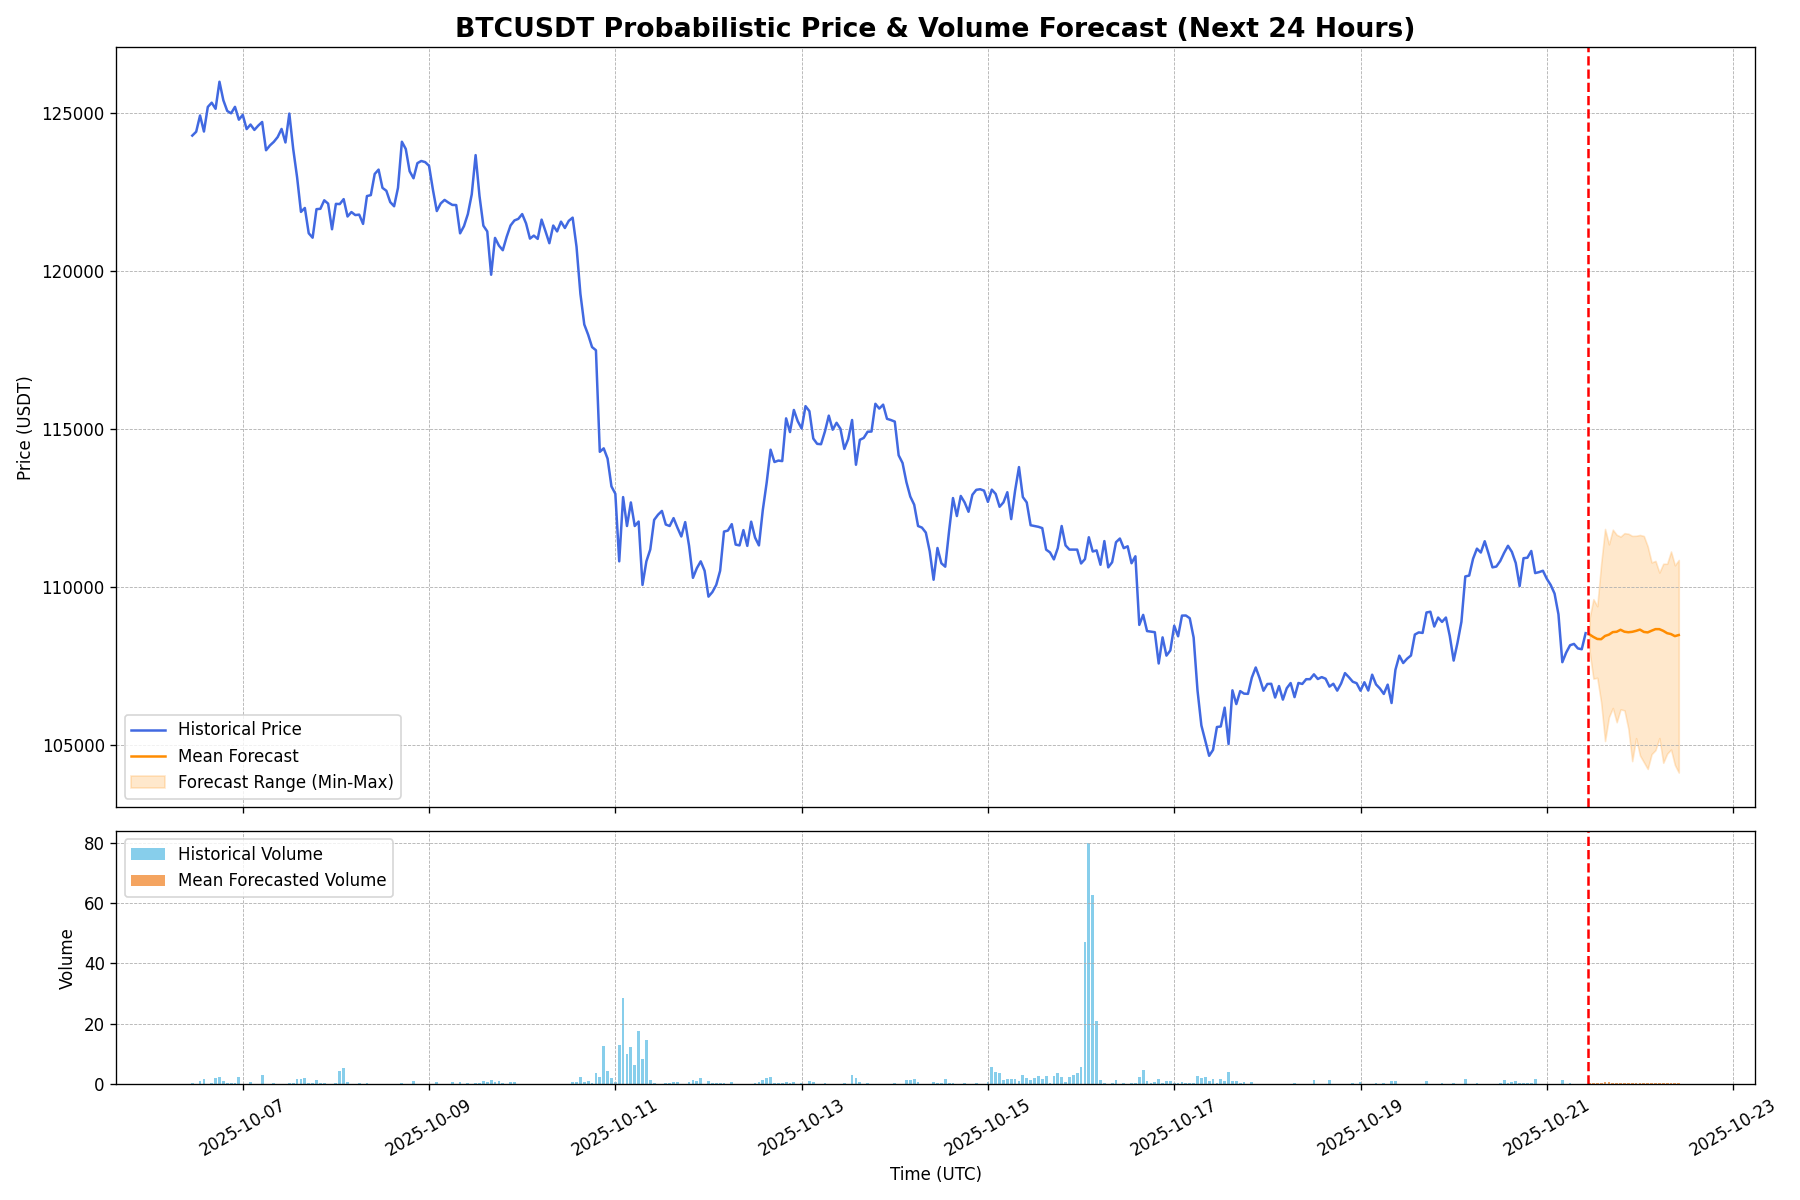 BTCUSDT Probabilistic Price & Volume Forecast (Next 24 Hours)
125000
120000
115000
110000
105000
Price (USDT)
Historical Price
Mean Forecast
Forecast Range (Min-Max)
80
60
40
20
0
Volume
Historical Volume
Mean Forecasted Volume
2025-10-07
2025-10-09
2025-10-11
2025-10-13
2025-10-15
2025-10-17
2025-10-19
2025-10-21
2025-10-23
Time (UTC)